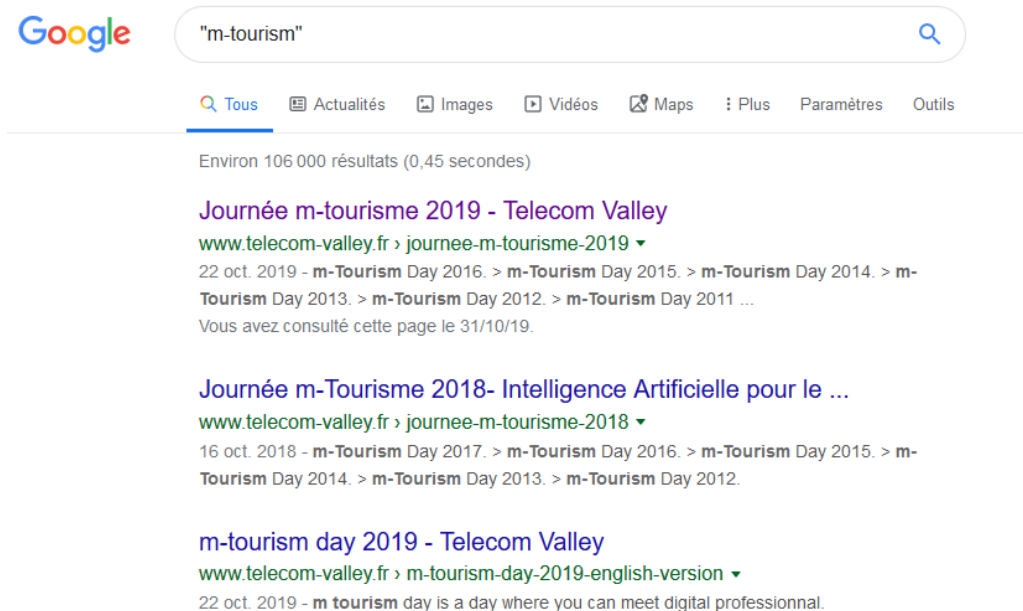 Google
"m-tourism"
Tous Actualités Images Vidéos Maps Plus Paramètres Outils
Environ 106 000 résultats (0,45 secondes)
Journée m-tourisme 2019 - Telecom Valley
www.telecom-valley.fr › journee-m-tourisme-2019
22 oct. 2019 - m-Tourism Day 2016. > m-Tourism Day 2015. > m-Tourism Day 2014. > m-
Tourism Day 2013. > m-Tourism Day 2012. > m-Tourism Day 2011 ...
Vous avez consulté cette page le 31/10/19.
Journée m-Tourisme 2018- Intelligence Artificielle pour le ...
www.telecom-valley.fr › journee-m-tourisme-2018
16 oct. 2018 - m-Tourism Day 2017. > m-Tourism Day 2016. > m-Tourism Day 2015. > m-
Tourism Day 2014. > m-Tourism Day 2013. > m-Tourism Day 2012.
m-tourism day 2019 - Telecom Valley
www.telecom-valley.fr › m-tourism-day-2019-english-version
22 oct. 2019 - m tourism day is a day where you can meet digital professionnal.